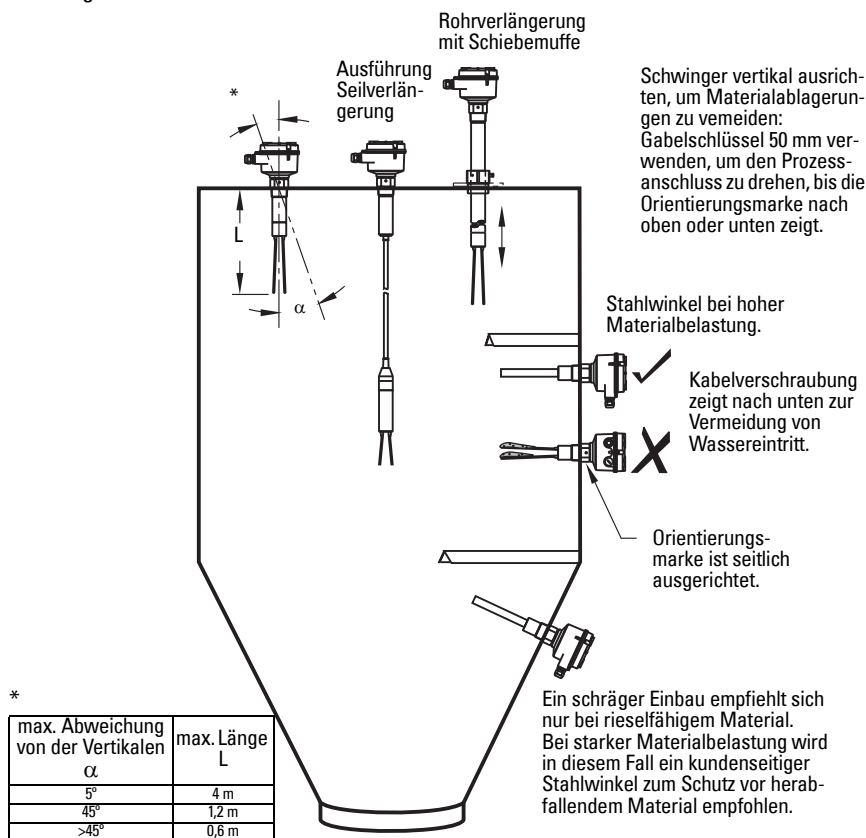 Rohrverlängerung
mit Schiebemuffe
Ausführung
Seilverlän-
gerung
*
Schwinger vertikal ausrich-
ten, um Materialablagerun-
gen zu vemeiden:
Gabelschlüssel 50 mm ver-
wenden, um den Prozess-
anschluss zu drehen, bis die
Orientierungsmarke nach
oben oder unten zeigt.
L
α
Stahlwinkel bei hoher
Materialbelastung.
Kabelverschraubung
zeigt nach unten zur
Vermeidung von
Wassereintritt.
Orientierungs-
marke ist seitlich
ausgerichtet.
Ein schräger Einbau empfiehlt sich
nur bei rieselfähigem Material.
Bei starker Materialbelastung wird
in diesem Fall ein kundenseitiger
Stahlwinkel zum Schutz vor herab-
fallendem Material empfohlen.
*
max. Abweichung
von der Vertikalen
α
max. Länge
L
5° 4 m
45° 1,2 m
>45° 0,6 m